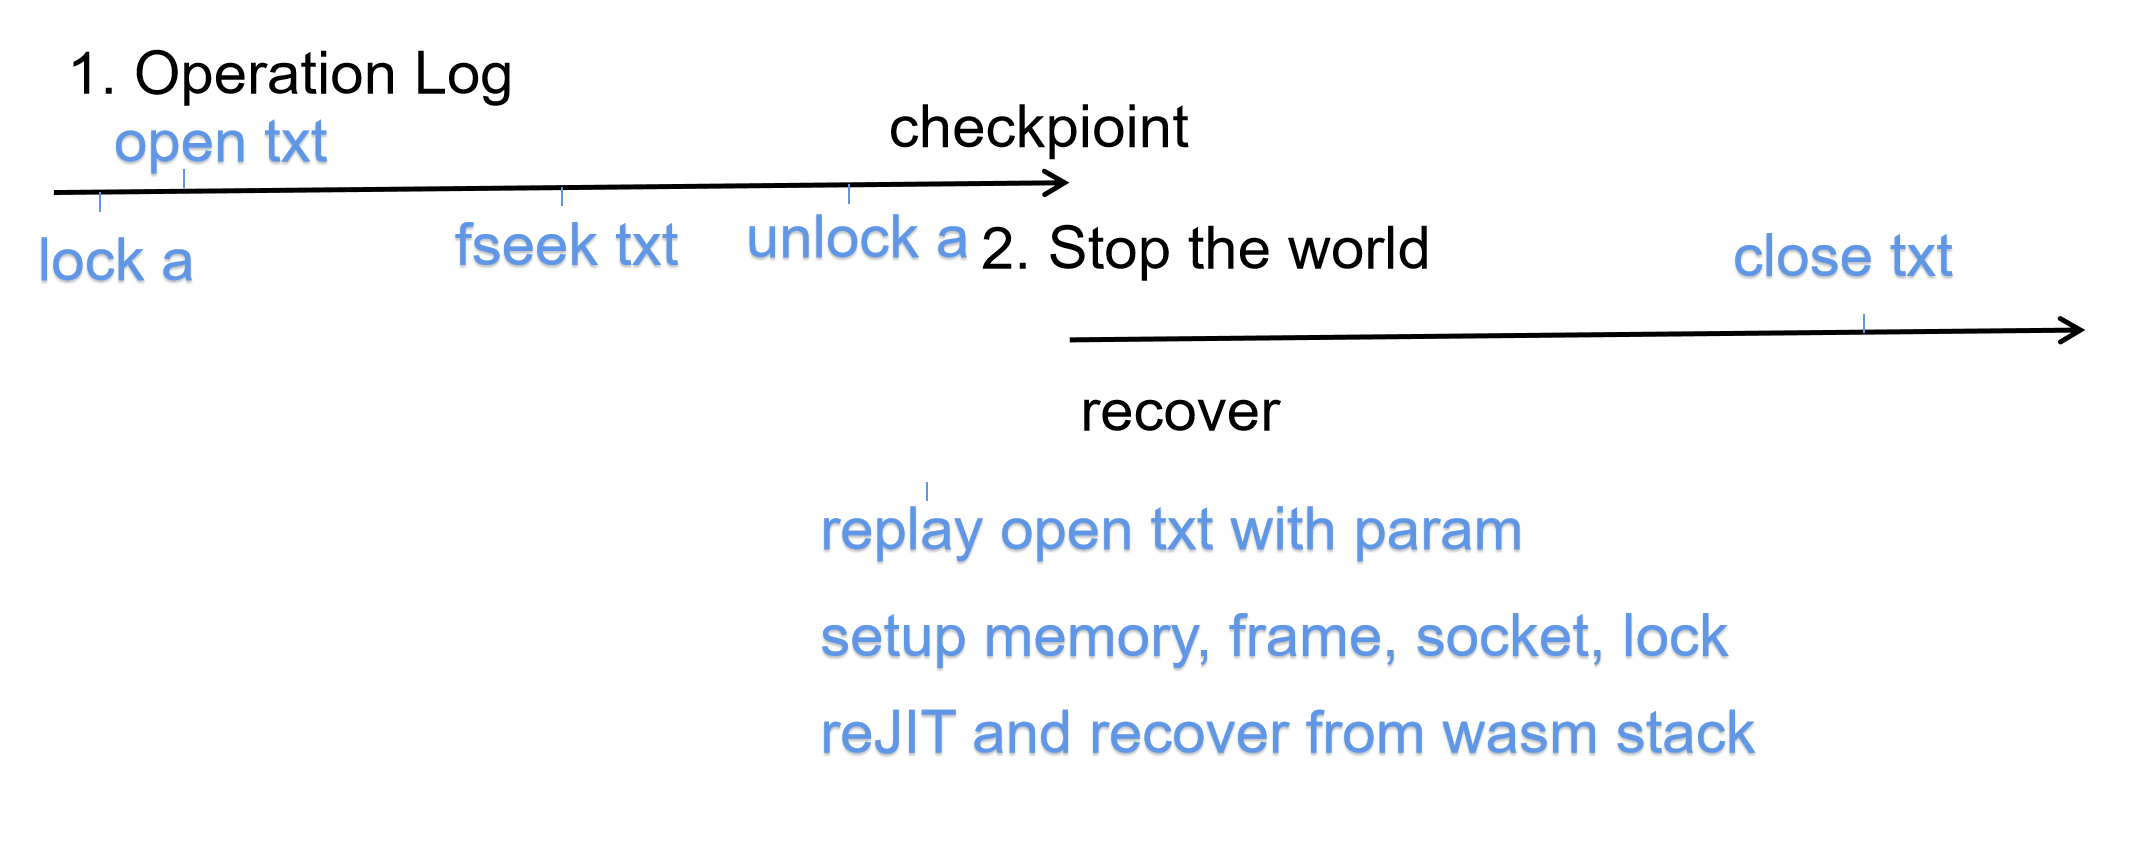 1. Operation Log
open txt
checkpioint
lock a
fseek txt
unlock a
2. Stop the world
close txt
recover
replay open txt with param
setup memory, frame, socket, lock
reJIT and recover from wasm stack